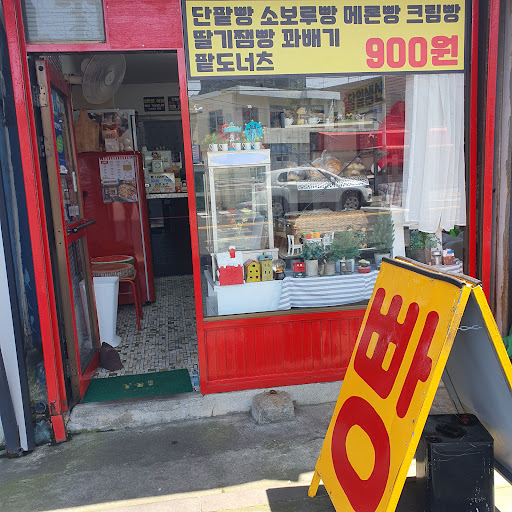 단팥빵 소보루빵 메론빵 크림빵
딸기쨈빵 꽈배기
팥도너츠 900원
빵